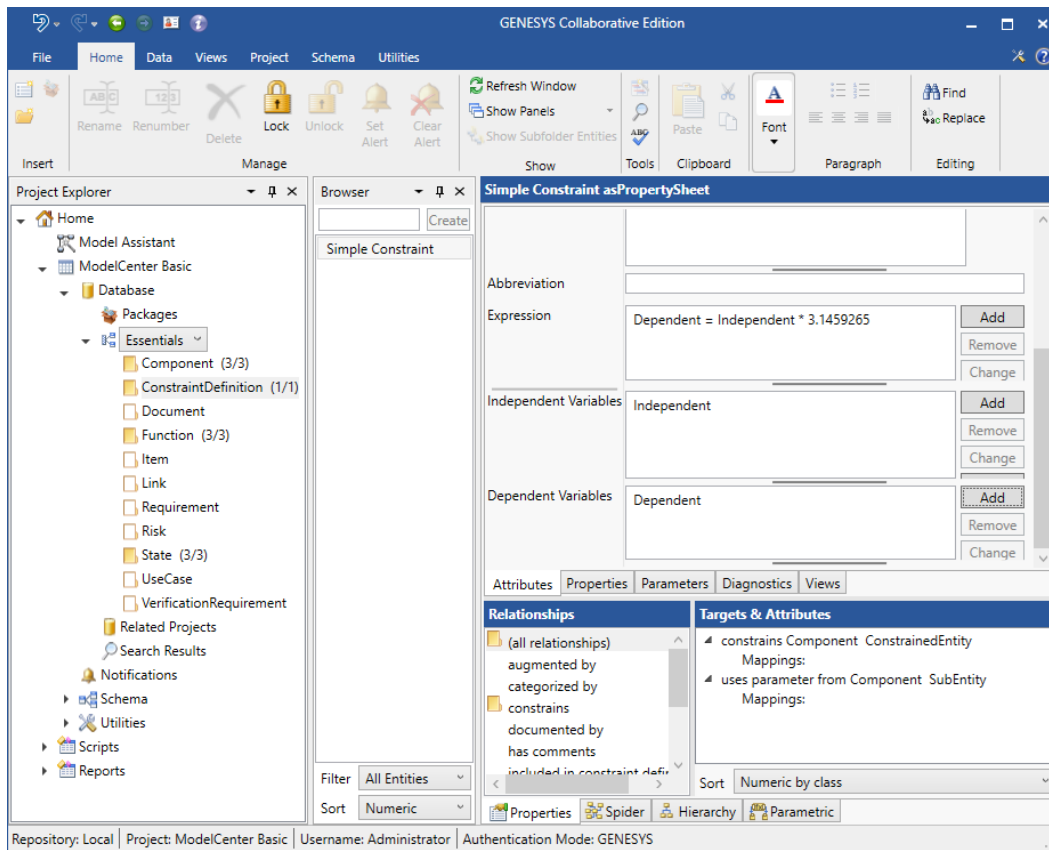 GENESYS Collaborative Edition
File Home Data Views Project Schema Utilities
Refresh Window
Show Panels
Show Subfolder Entities
Rename Renumber Delete Lock Unlock Set Alert Clear Alert
Paste
Font
Find
Replace
Insert Manage Show Tools Clipboard Paragraph Editing
Project Explorer
Home
Model Assistant
ModelCenter Basic
Database
Packages
Essentials
Component (3/3)
ConstraintDefinition (1/1)
Document
Function (3/3)
Item
Link
Requirement
Risk
State (3/3)
UseCase
VerificationRequirement
Related Projects
Search Results
Notifications
Schema
Utilities
Scripts
Reports
Browser
Create
Simple Constraint
Filter All Entities
Sort Numeric
Simple Constraint asPropertySheet
Abbreviation
Expression
Dependent = Independent * 3.1459265
Add
Remove
Change
Independent Variables
Independent
Add
Remove
Change
Dependent Variables
Dependent
Add
Remove
Change
Attributes Properties Parameters Diagnostics Views
Relationships
(all relationships)
augmented by
categorized by
constrains
documented by
has comments
included in constraint defir
Targets & Attributes
constrains Component ConstrainedEntity
Mappings:
uses parameter from Component SubEntity
Mappings:
Sort Numeric by class
Properties Spider Hierarchy Parametric
Repository: Local Project: ModelCenter Basic Username: Administrator Authentication Mode: GENESYS